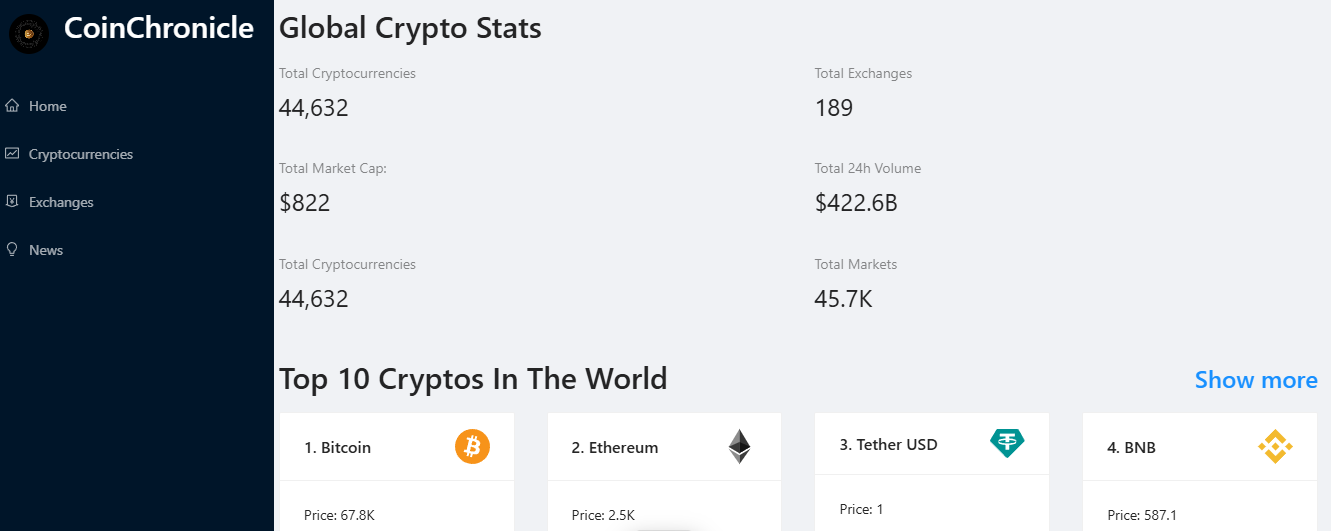 CoinChronicle
Home
Cryptocurrencies
Exchanges
News
Global Crypto Stats
Total Cryptocurrencies
44,632
Total Exchanges
189
Total Market Cap:
$822
Total 24h Volume
$422.6B
Total Cryptocurrencies
44,632
Total Markets
45.7K
Top 10 Cryptos In The World
Show more
1. Bitcoin
Price: 67.8K
2. Ethereum
Price: 2.5K
3. Tether USD
Price: 1
4. BNB
Price: 587.1